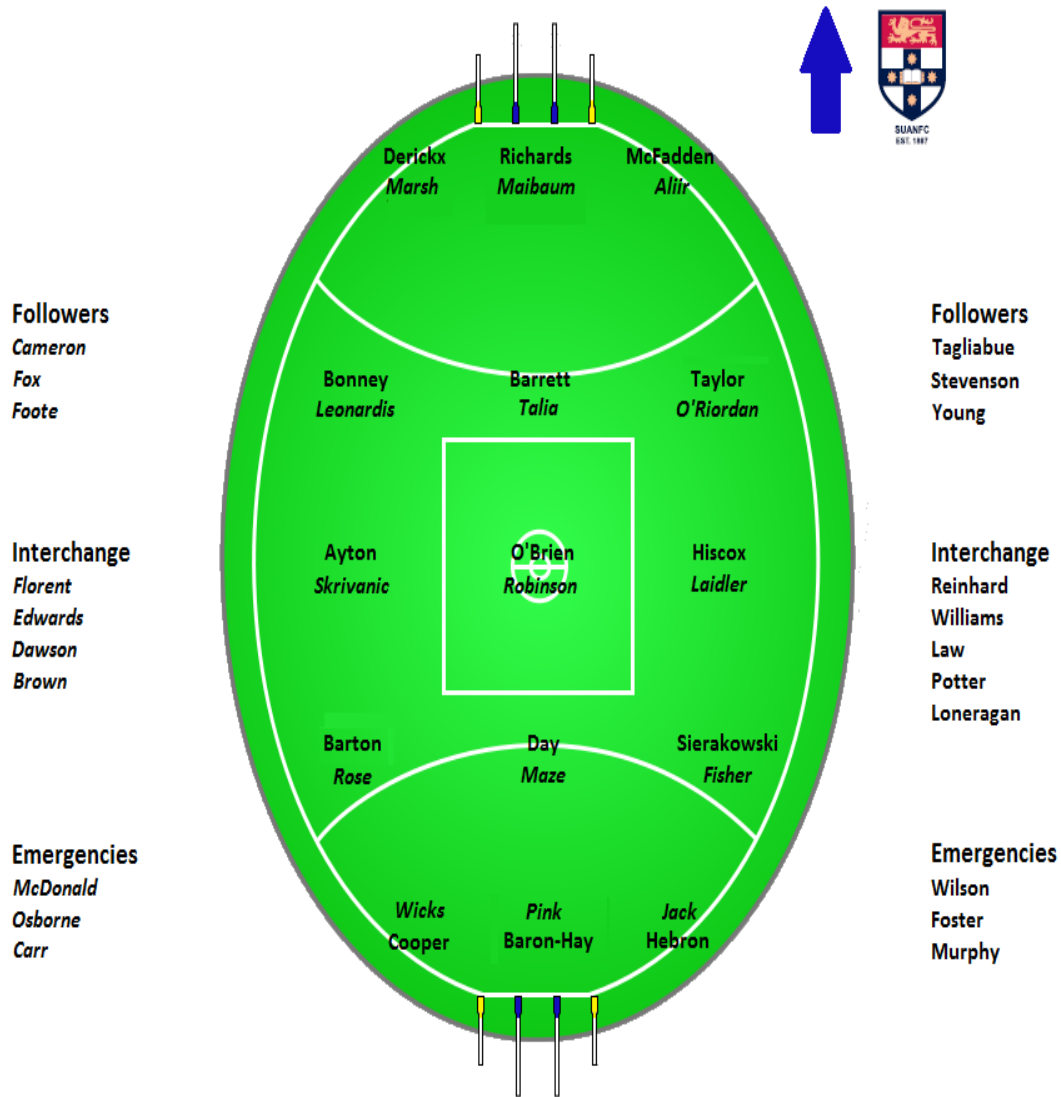 SUANFC
EST. 1887
Derickx Richards McFadden
Marsh Maibaum Aliir
Followers
Cameron
Fox
Foote
Followers
Tagliabue
Stevenson
Young
Bonney Barrett Taylor
Leonardis Talia O'Riordan
Interchange
Florent
Edwards
Dawson
Brown
Ayton O'Brien Hiscox
Skrivanic Robinson Laidler
Interchange
Reinhard
Williams
Law
Potter
Loneragan
Barton Day Sierakowski
Rose Maze Fisher
Emergencies
McDonald
Osborne
Carr
Wicks Pink Jack
Cooper Baron-Hay Hebron
Emergencies
Wilson
Foster
Murphy